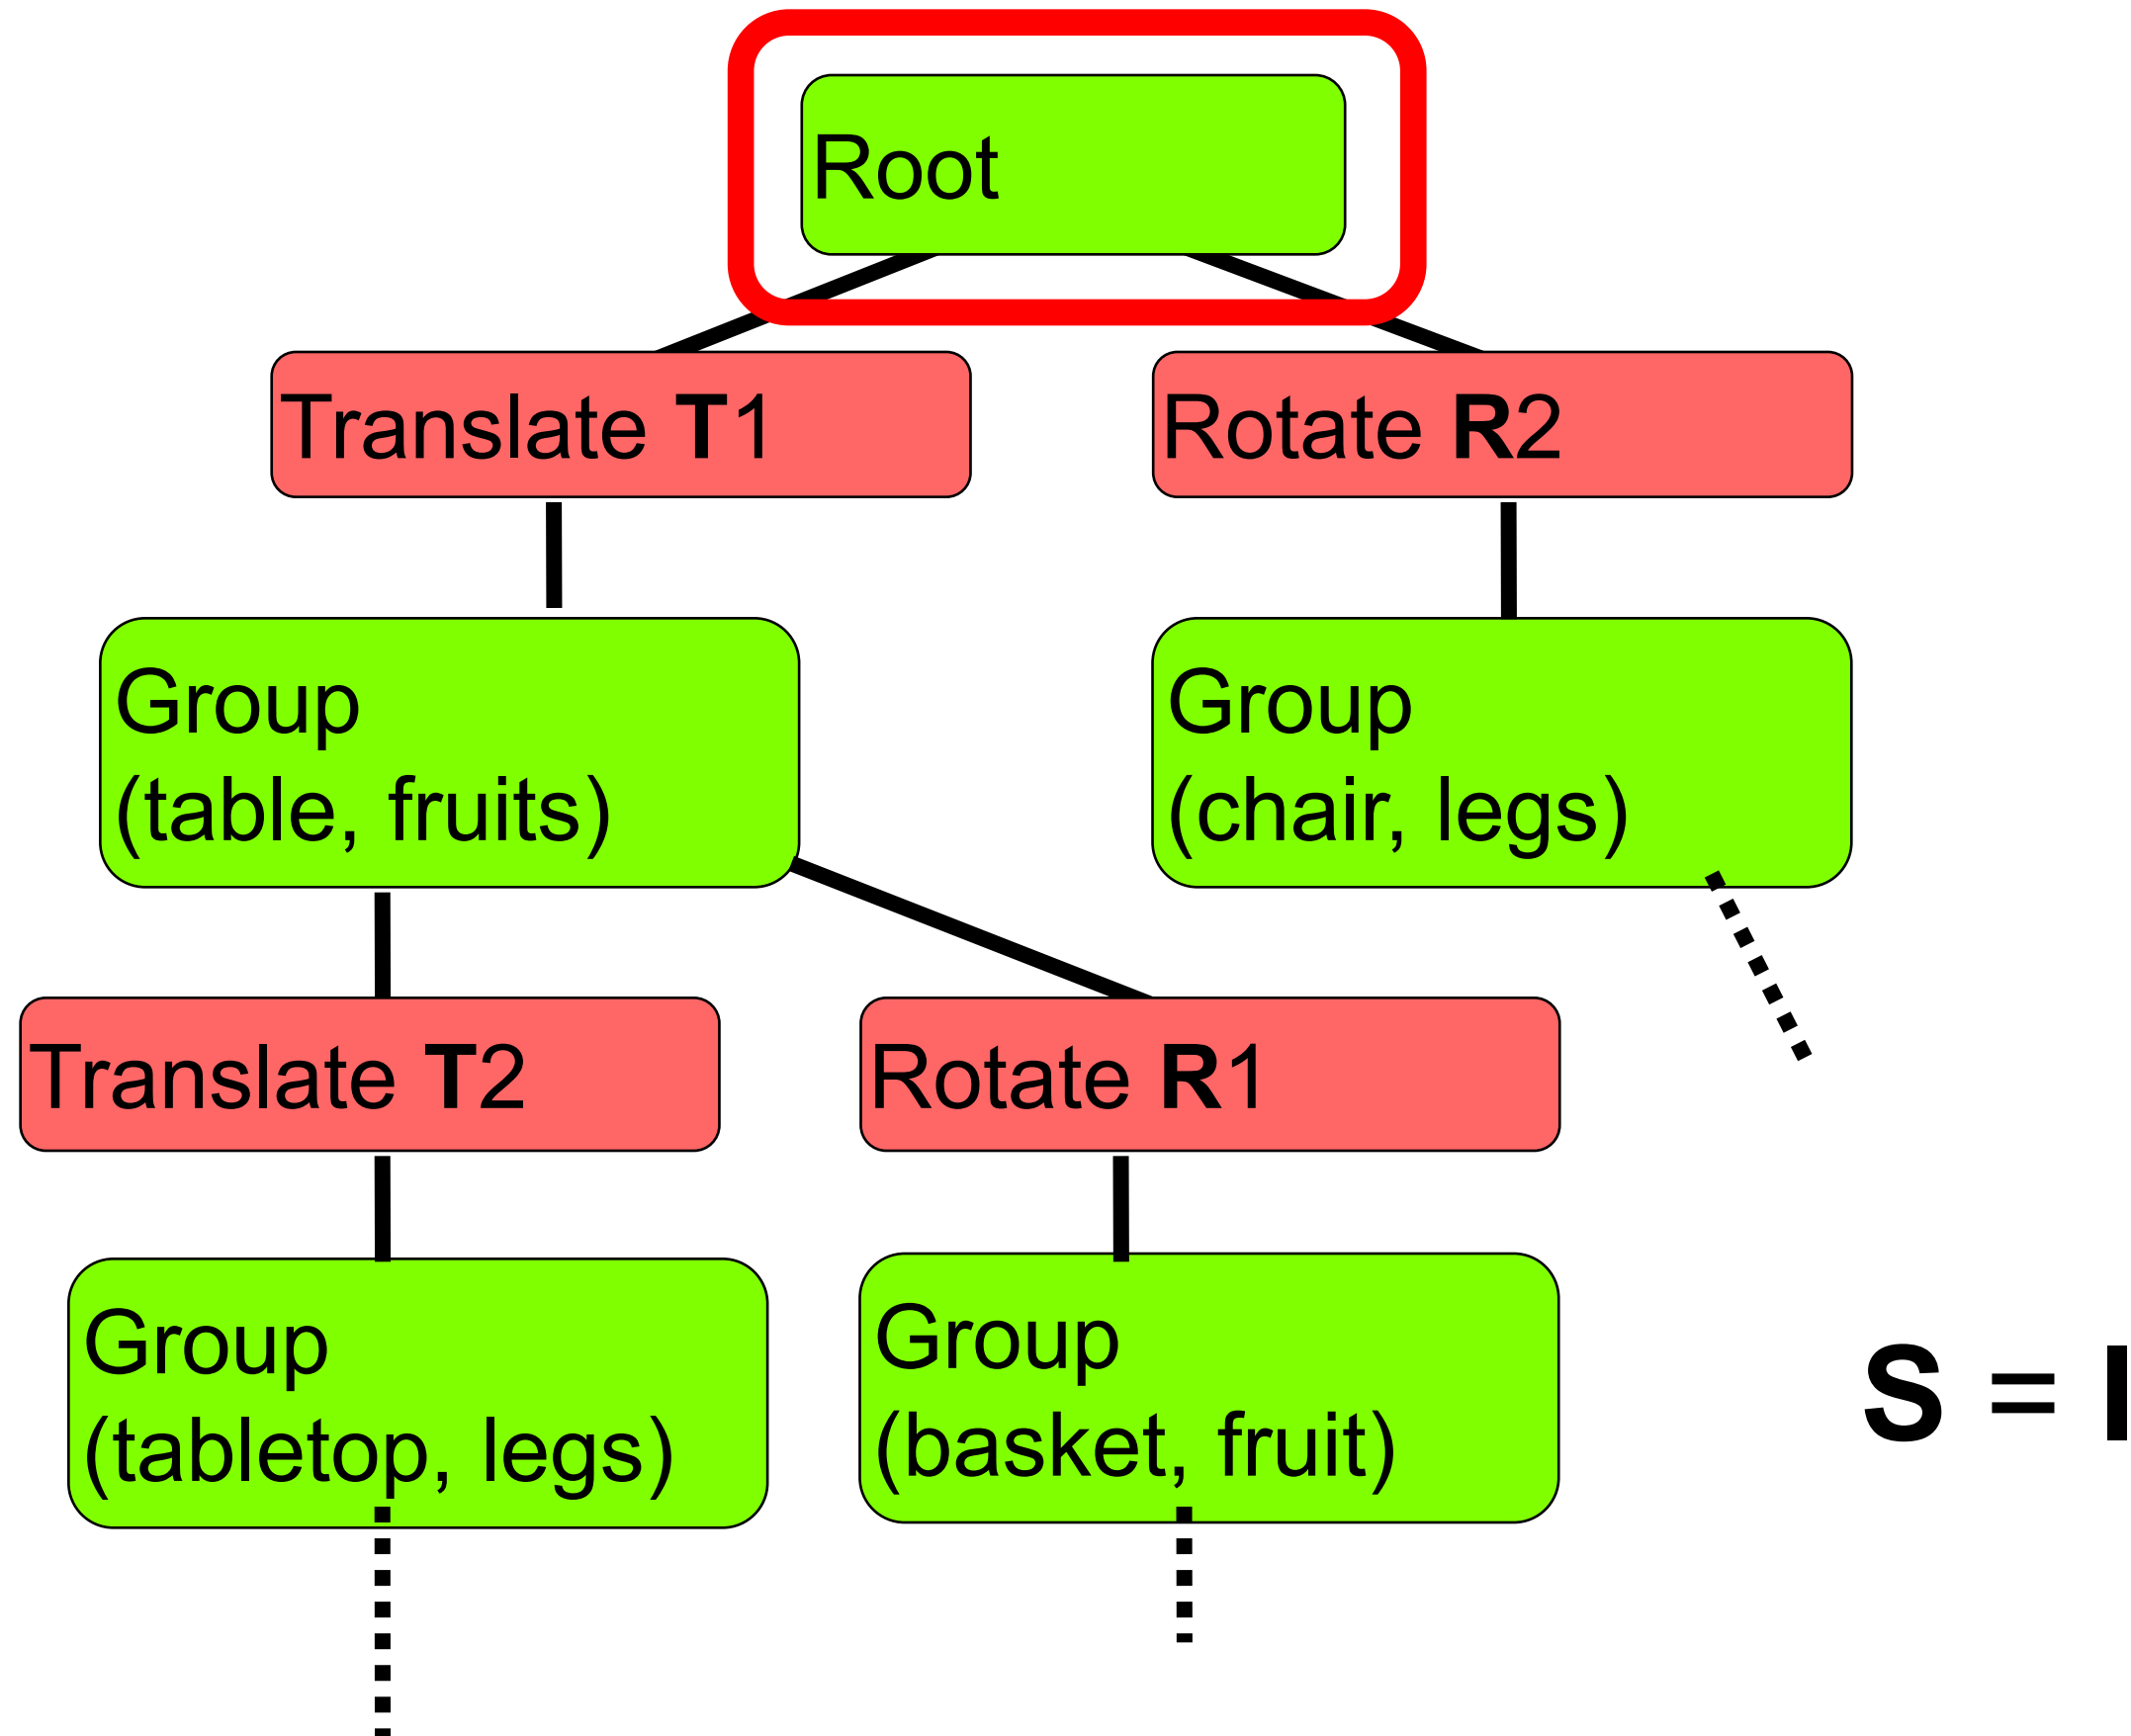 Root
Translate T1
Rotate R2
Group
(table, fruits)
Group
(chair, legs)
Translate T2
Rotate R1
Group
(tabletop, legs)
Group
(basket, fruit)
S = I